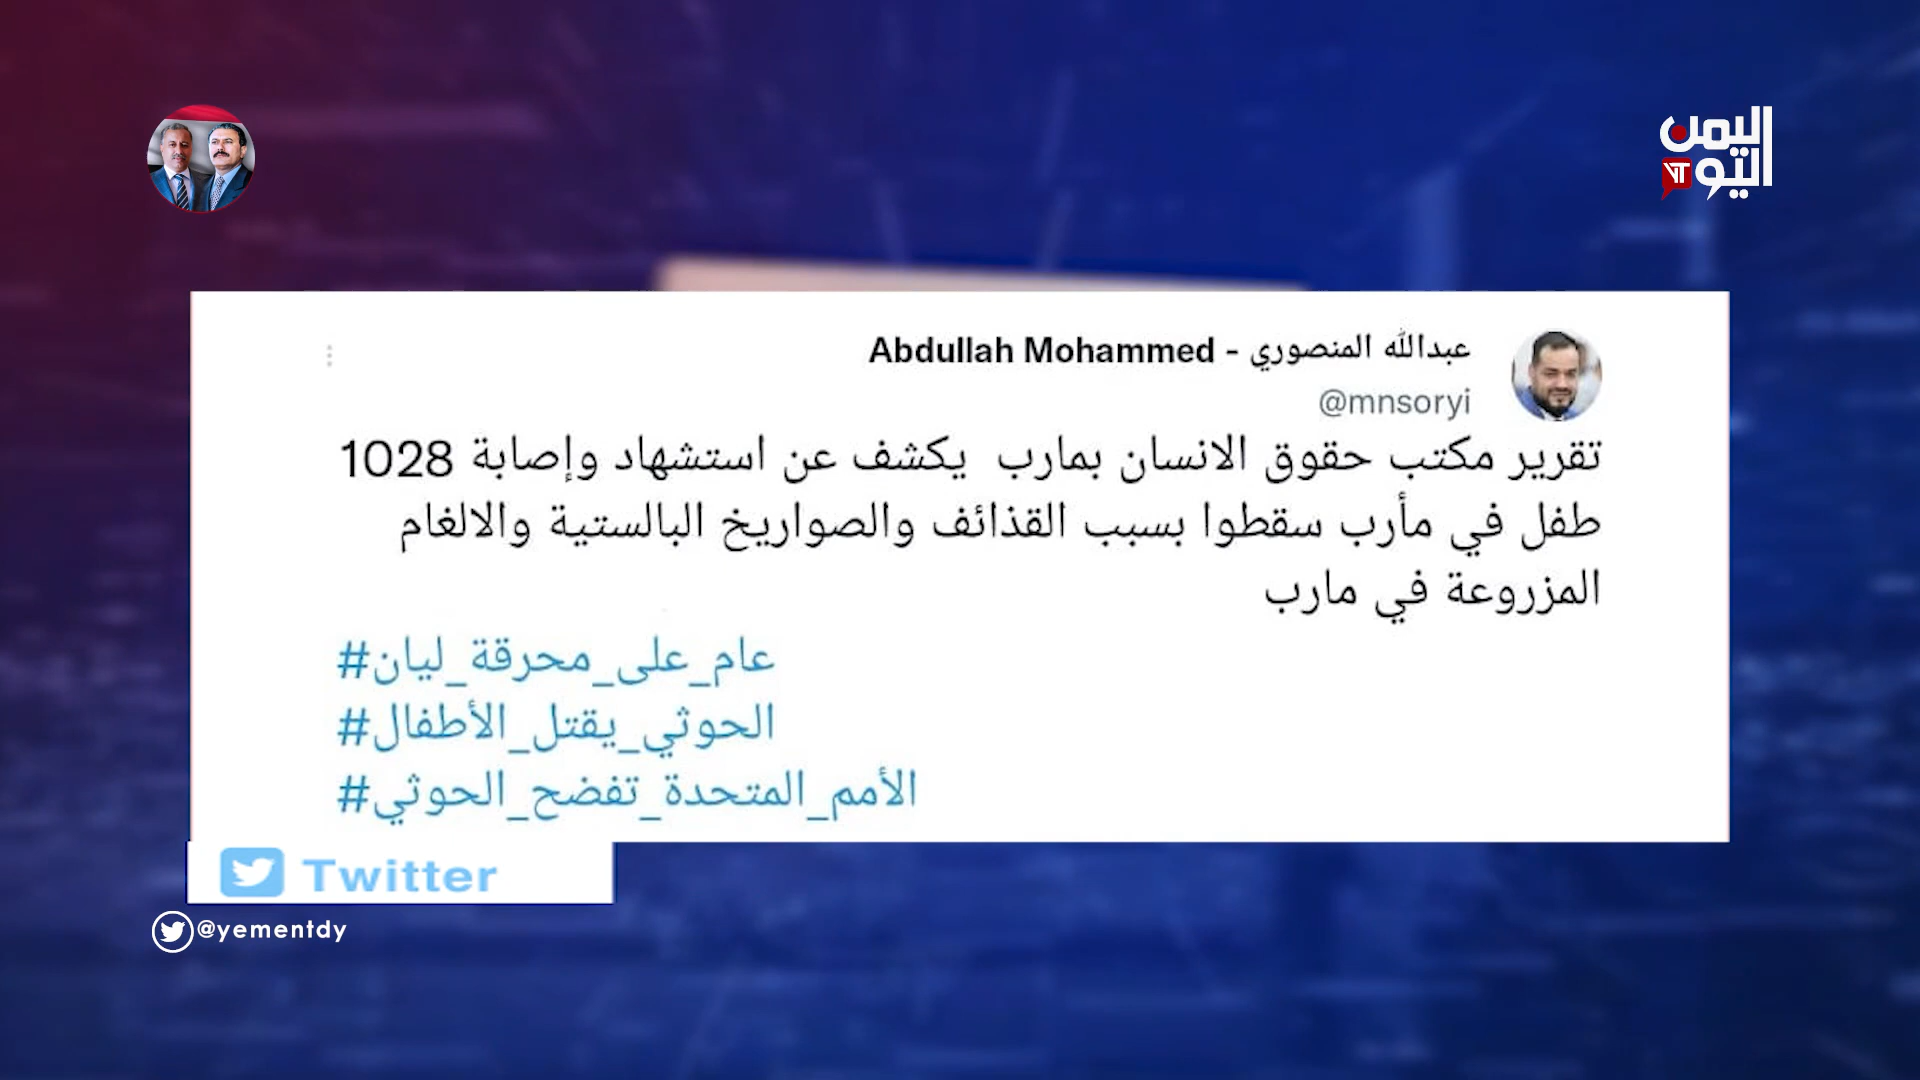 اليمن
اليوم
YT
عبدالله المنصوري - Abdullah Mohammed
@mnsoryi
تقرير مكتب حقوق الانسان بمارب يكشف عن استشهاد وإصابة 1028
طفل في مأرب سقطوا بسبب القذائف والصواريخ البالستية والالغام
المزروعة في مارب
#عام_على_محرقة_ليان
#الحوثي_يقتل_الأطفال
#الأمم_المتحدة_تفضح_الحوثي
Twitter
@yementdy